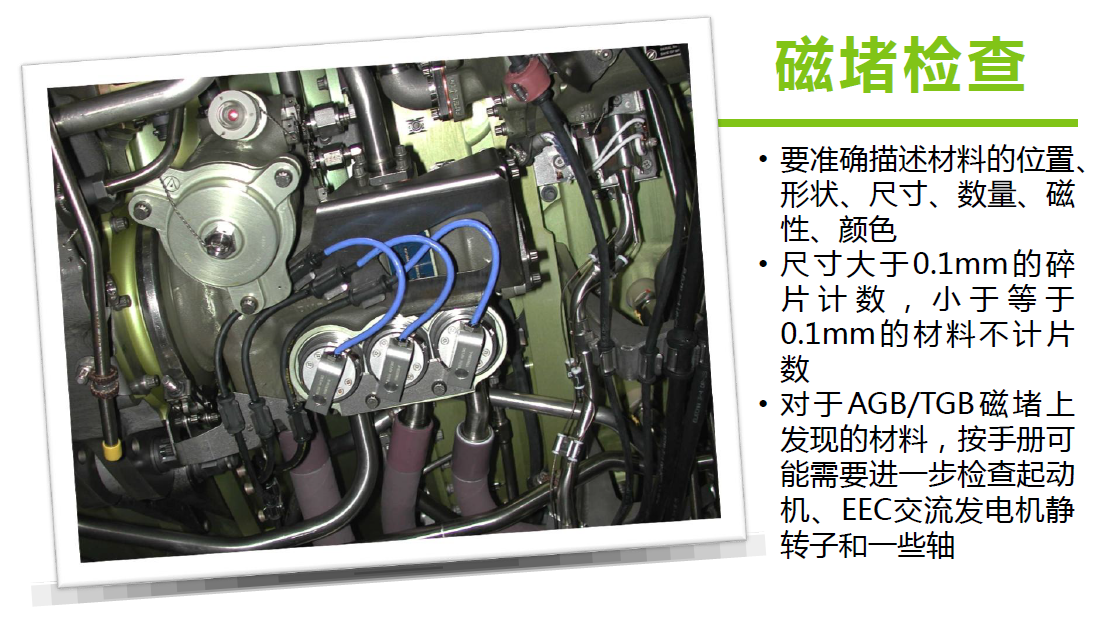 磁堵检查
• 要准确描述材料的位置、
形状、尺寸、数量、磁
性、颜色
• 尺寸大于0.1mm的碎
片计数，小于等于
0.1mm的材料不计片
数
• 对于AGB/TGB磁堵上
发现的材料，按手册可
能需要进一步检查起动
机、EEC交流发电机静
转子和一些轴